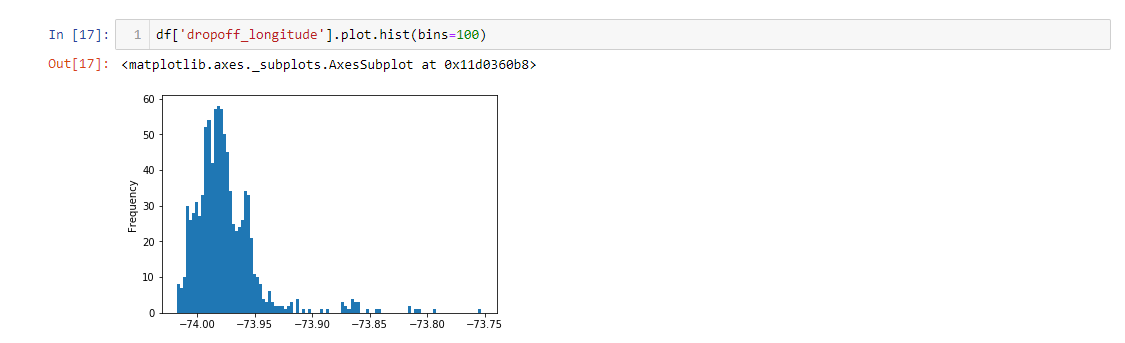 In [17]: 1 df['dropoff_longitude'].plot.hist(bins=100)
Out[17]: <matplotlib.axes._subplots.AxesSubplot at 0x11d0360b8>
60
50
40
30
20
10
0
Frequency
−74.00 −73.95 −73.90 −73.85 −73.80 −73.75